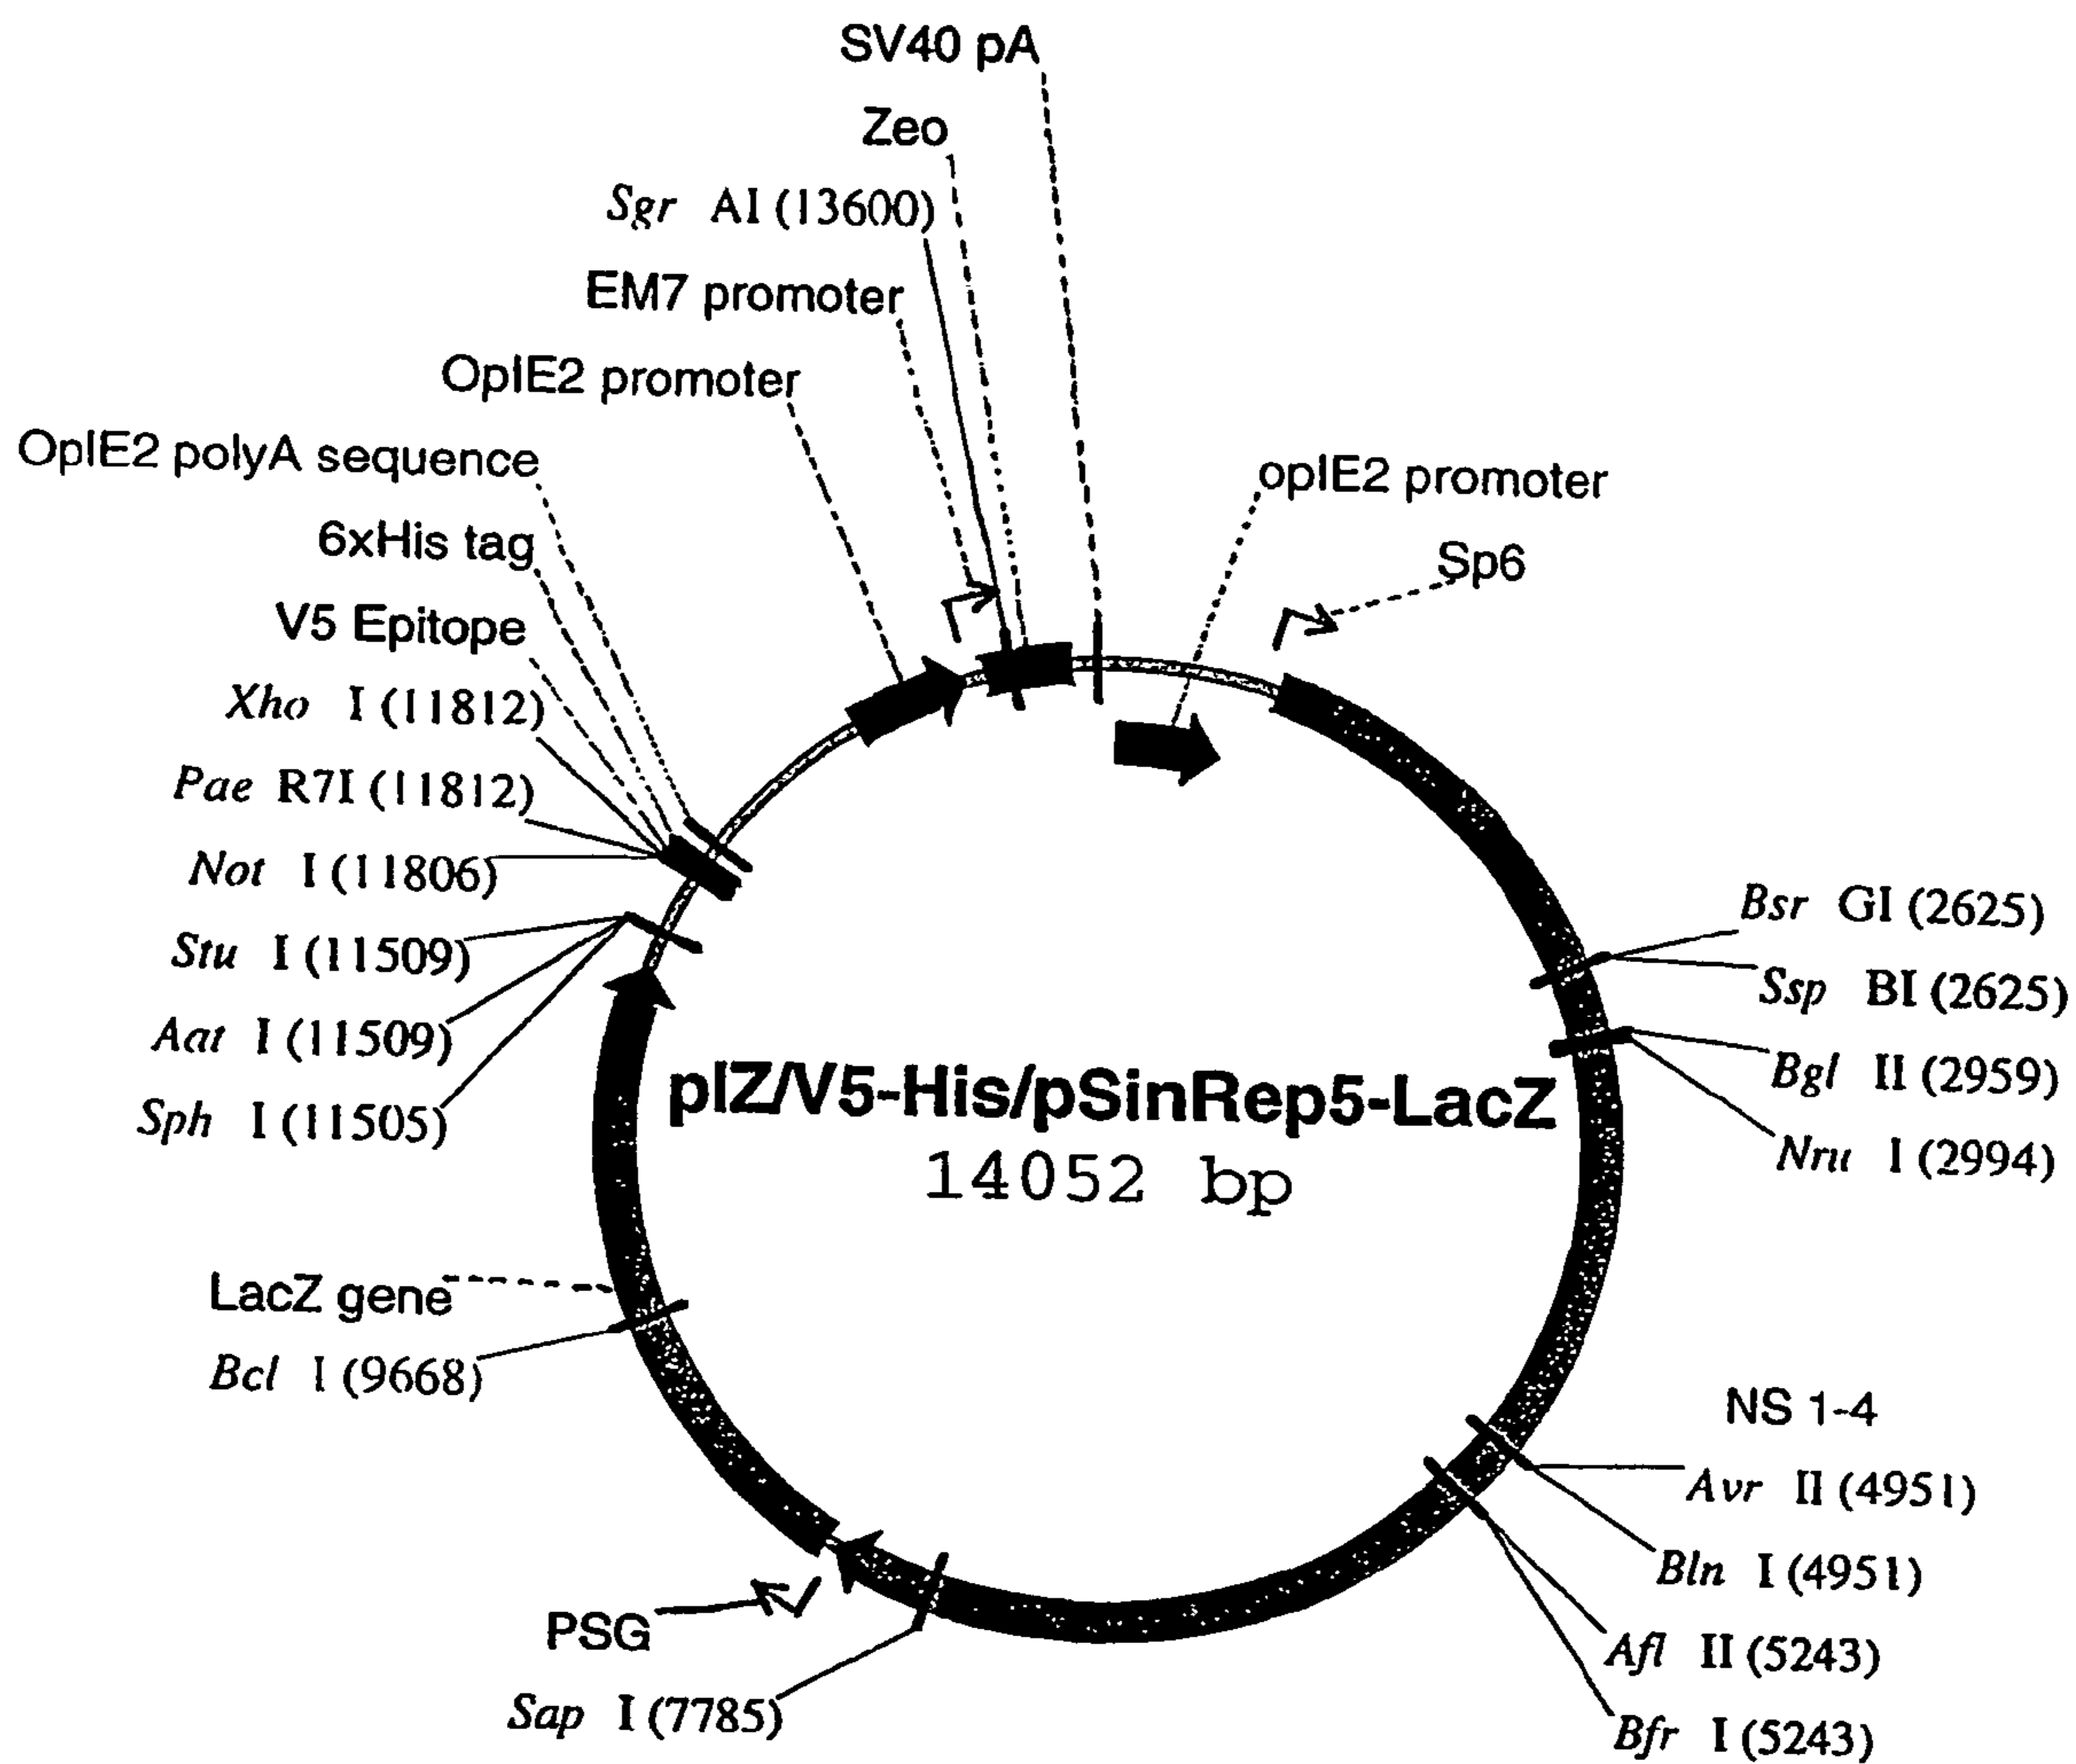 SV40 pA
Zeo
Sgr AI (13600)
EM7 promoter
OpIE2 promoter
OpIE2 polyA sequence
6xHis tag
V5 Epitope
Xho I (11812)
Pae R7I (11812)
Not I (11806)
Stu I (11509)
Aat I (11509)
Sph I (11505)
LacZ gene
Bcl I (9668)
PSG
Sap I (7785)
opIE2 promoter
Sp6
Bsr GI (2625)
Ssp BI (2625)
Bgl II (2959)
Nru I (2994)
NS 1-4
Avr II (4951)
Bln I (4951)
Afl II (5243)
Bfr I (5243)
pIZ/V5-His/pSinRep5-LacZ
14052 bp